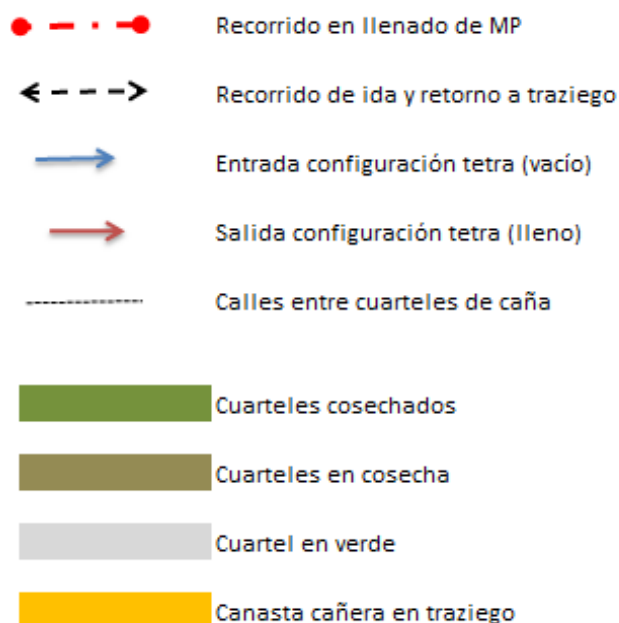 Recorrido en llenado de MP
Recorrido de ida y retorno a traziego
Entrada configuración tetra (vacío)
Salida configuración tetra (lleno)
Calles entre cuarteles de caña
Cuarteles cosechados
Cuarteles en cosecha
Cuartel en verde
Canasta cañera en traziego